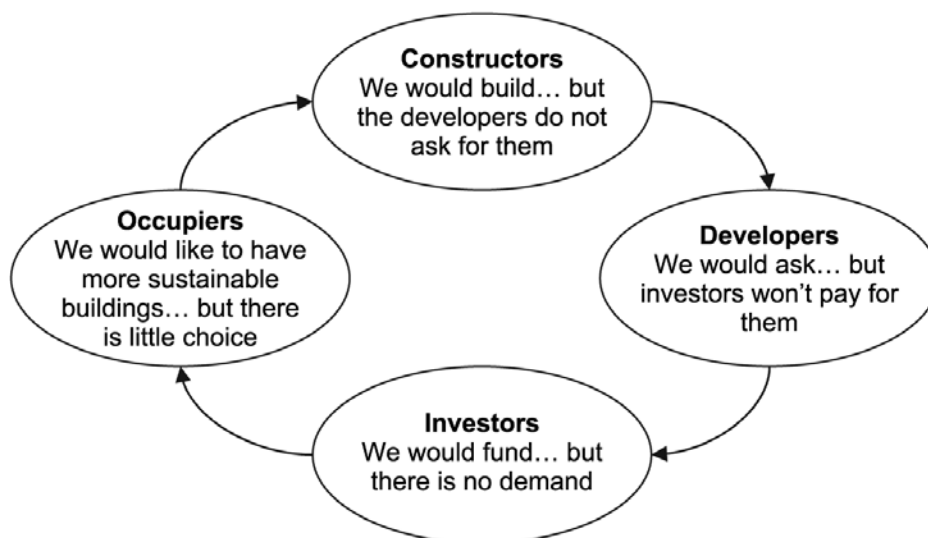 Constructors
We would build… but
the developers do not
ask for them
Occupiers
We would like to have
more sustainable
buildings… but there
is little choice
Developers
We would ask… but
investors won’t pay for
them
Investors
We would fund… but
there is no demand